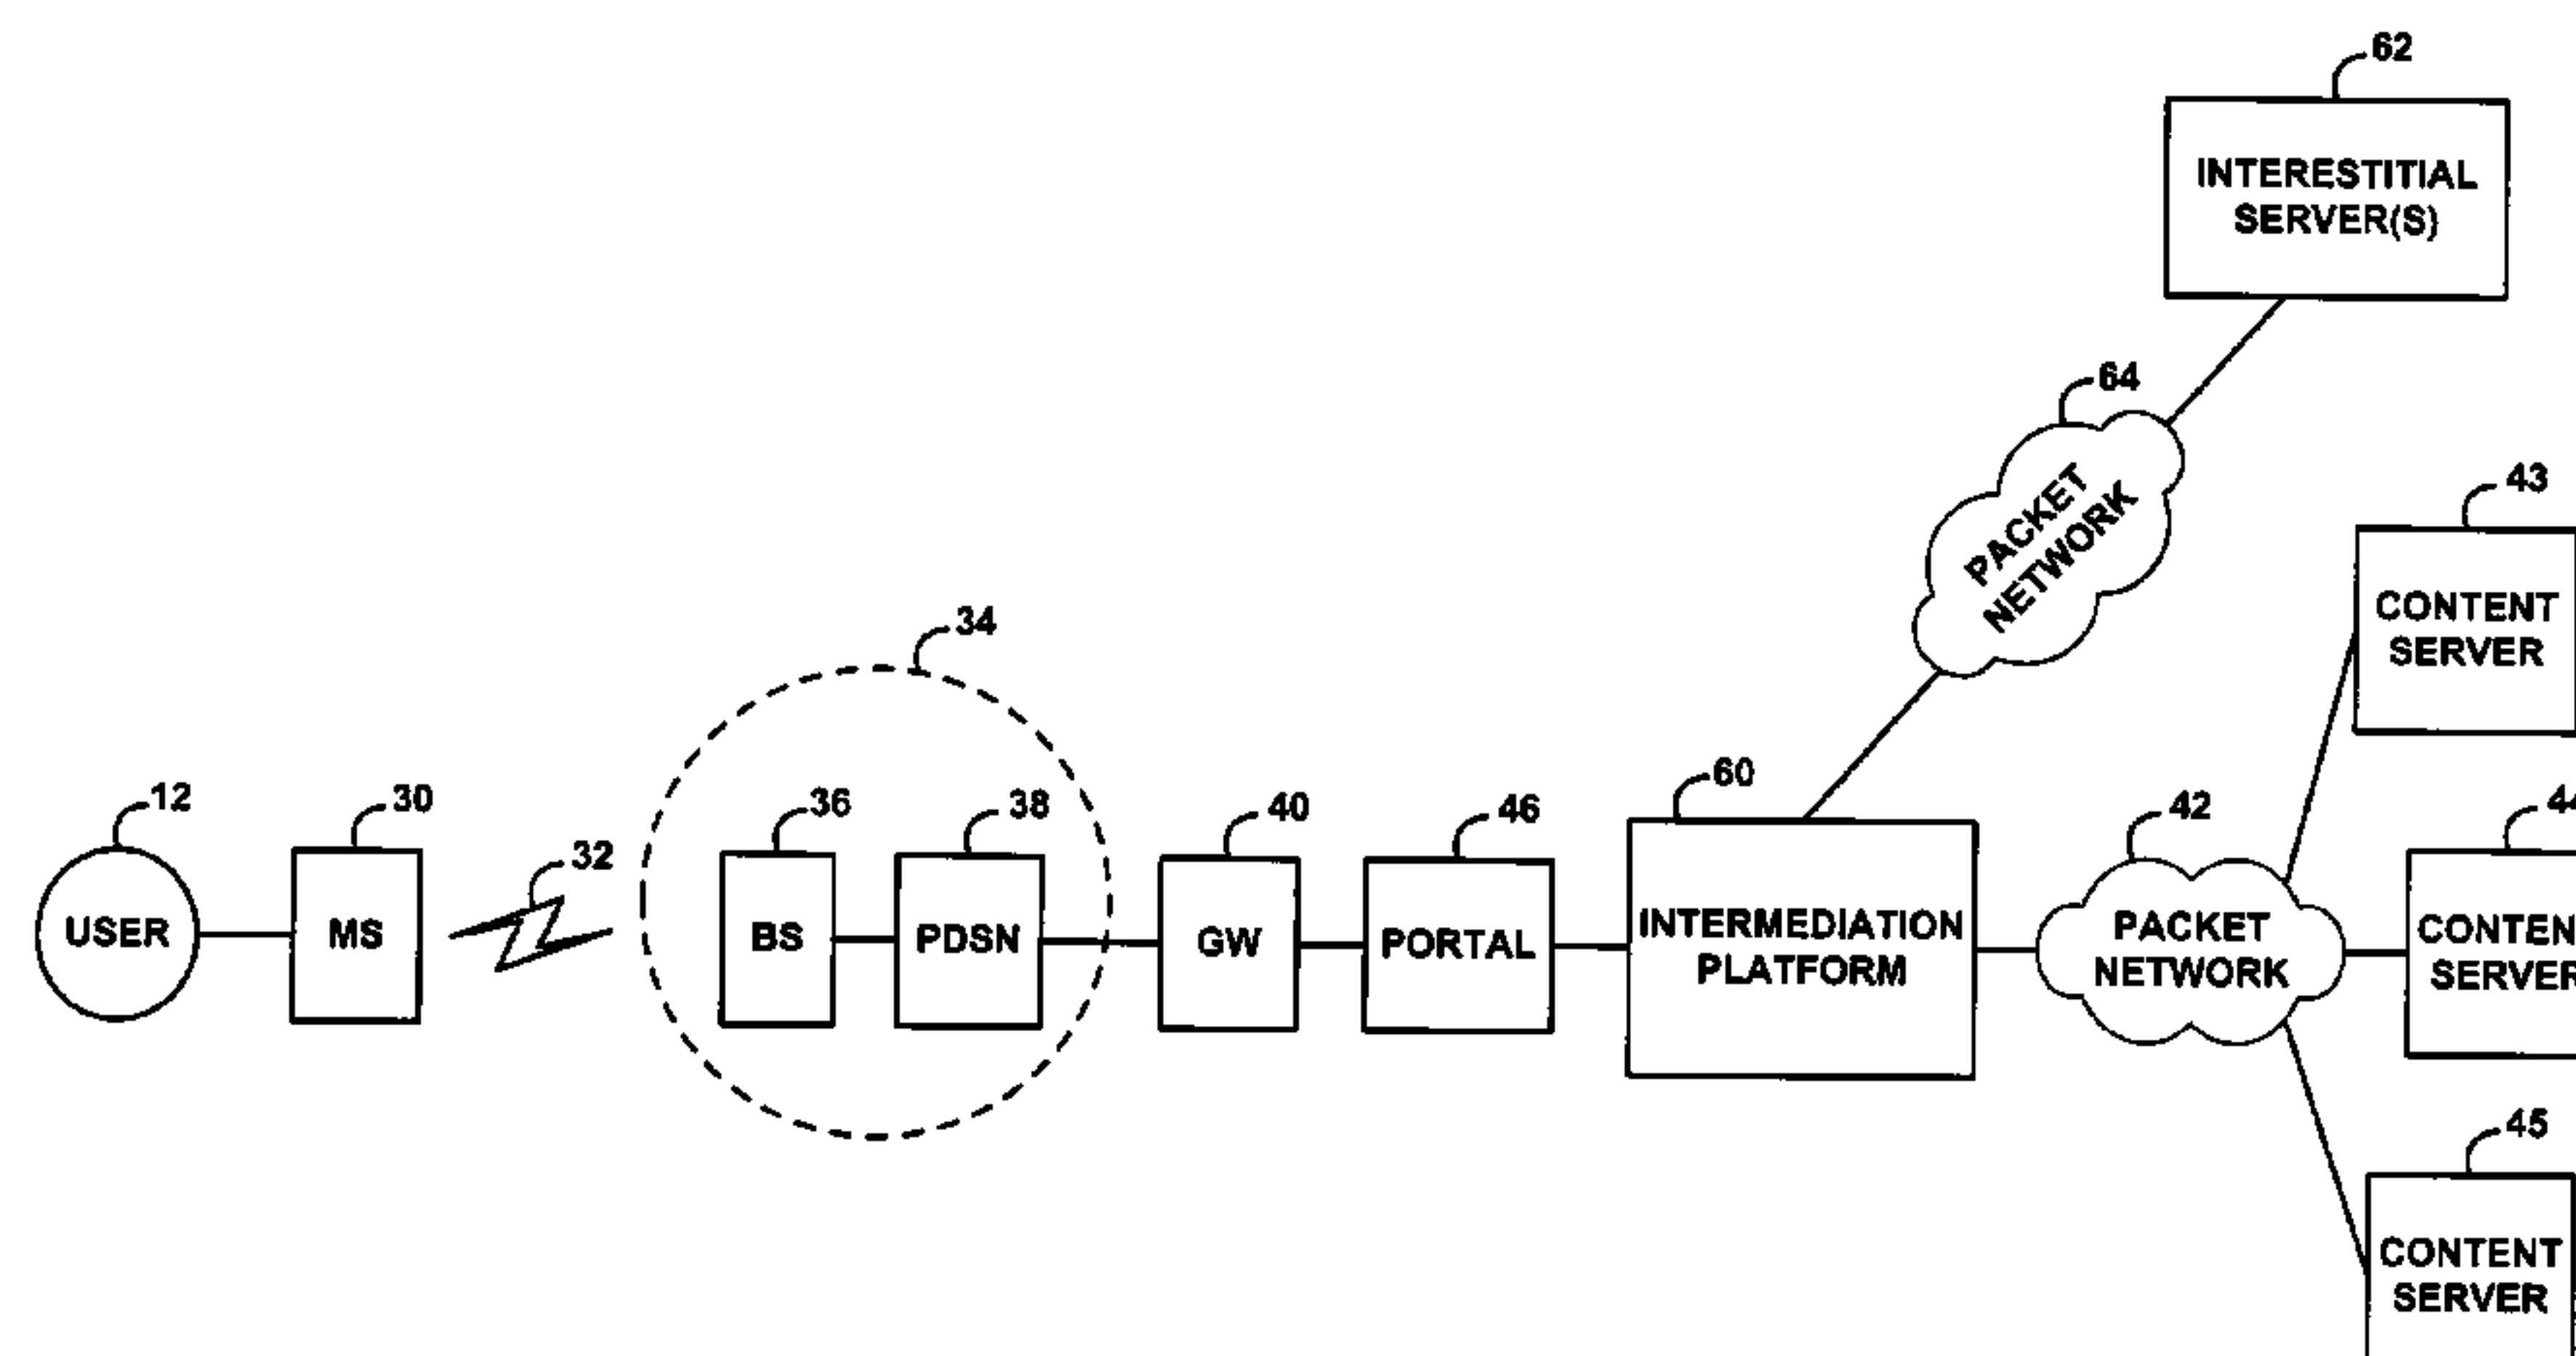 62
INTERESTITIAL
SERVER(S)
64
PACKET
NETWORK
43
CONTENT
SERVER
34
12
30
32
36
38
40
46
60
42
USER
MS
BS
PDSN
GW
PORTAL
INTERMEDIATION
PLATFORM
PACKET
NETWORK
44
CONTEN
SERVER
45
CONTENT
SERVER